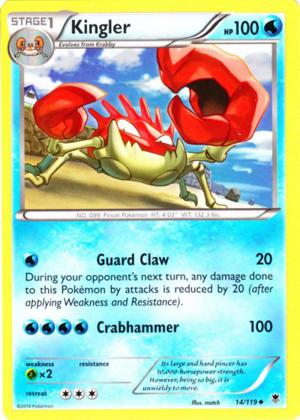 STAGE1
Kingler
HP 100
Evolves from Krabby
NO. 099 Pincer Pokémon HT: 4'03" WT: 132.3 lbs.
Guard Claw 20
During your opponent's next turn, any damage done
to this Pokémon by attacks is reduced by 20 (after
applying Weakness and Resistance).
Crabhammer 100
weakness resistance
×2
retreat
Its large and hard pincer has
10,000-horsepower strength.
However, being so big, it is
unwieldy to move.
©2014 Pokémon
Illus. match
14/119